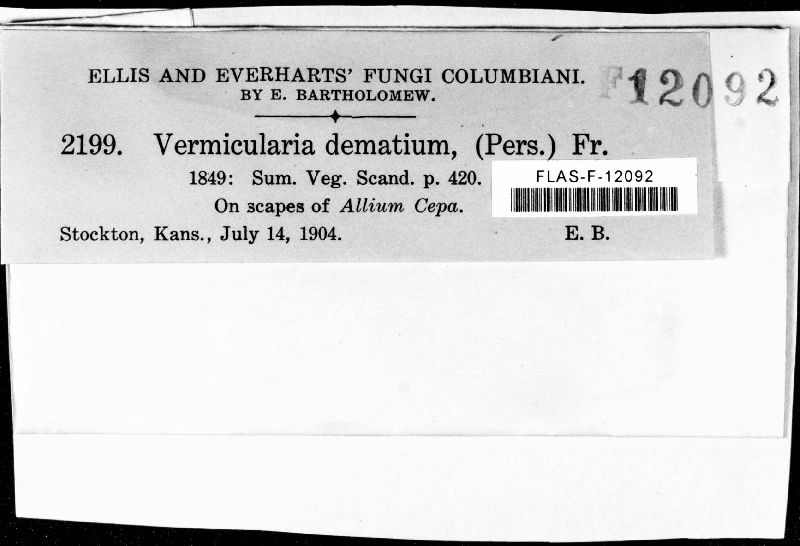 ELLIS AND EVERHARTS' FUNGI COLUMBIANI.
BY E. BARTHOLOMEW.
F12092
2199. Vermicularia dematium, (Pers.) Fr.
1849: Sum. Veg. Scand. p. 420.
FLAS-F-12092
On scapes of Allium Cepa.
Stockton, Kans., July 14, 1904. E. B.